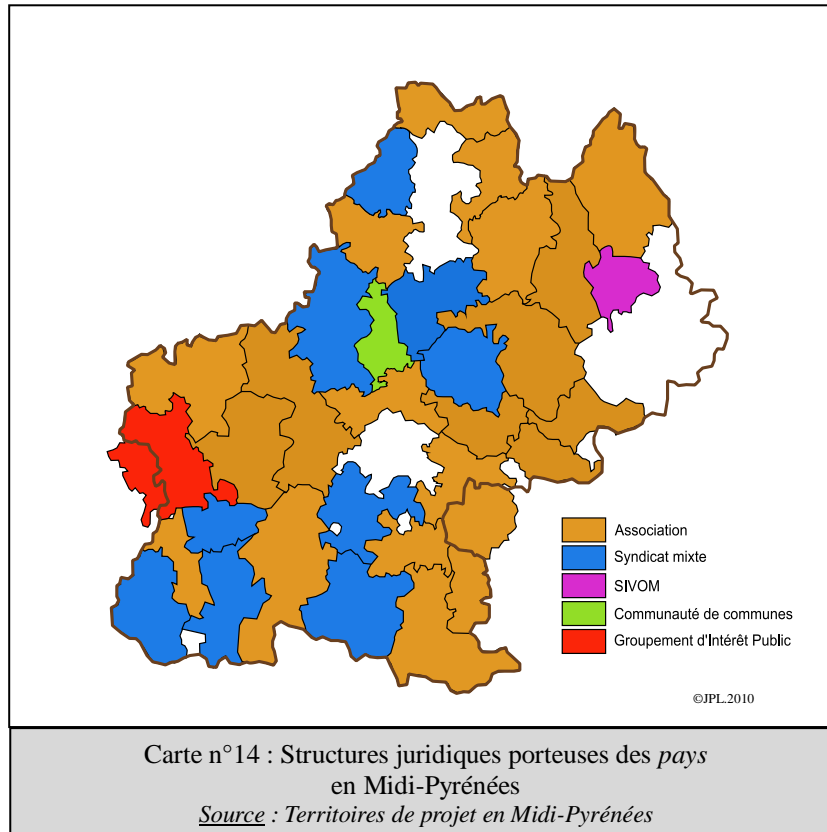 Association
Syndicat mixte
SIVOM
Communauté de communes
Groupement d'Intérêt Public
©JPL.2010
Carte n°14 : Structures juridiques porteuses des pays
en Midi-Pyrénées
Source : Territoires de projet en Midi-Pyrénées